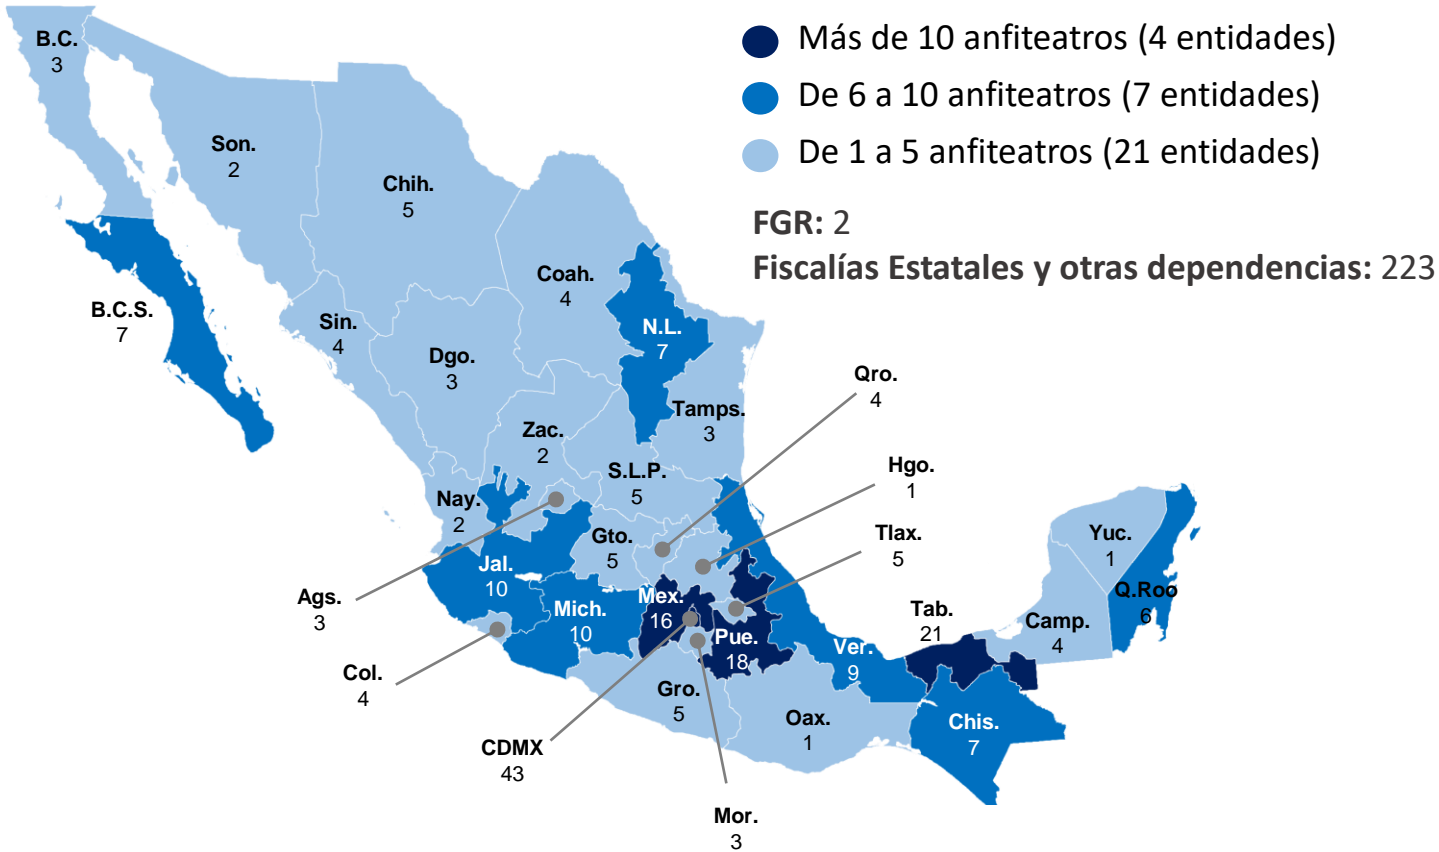 B.C.
3
Más de 10 anfiteatros (4 entidades)
De 6 a 10 anfiteatros (7 entidades)
De 1 a 5 anfiteatros (21 entidades)
FGR: 2
Fiscalías Estatales y otras dependencias: 223
Son.
2
Chih.
5
Coah.
4
B.C.S.
7
Sin.
4
N.L.
7
Dgo.
3
Qro.
4
Tamps.
3
Zac.
2
S.L.P.
5
Hgo.
1
Nay.
2
Gto.
5
Tlax.
5
Yuc.
1
Jal.
10
Q.Roo
6
Ags.
3
Mich.
10
Mex.
16
Tab.
21
Camp.
4
Pue.
18
Ver.
9
Col.
4
Gro.
5
Oax.
1
Chis.
7
CDMX
43
Mor.
3